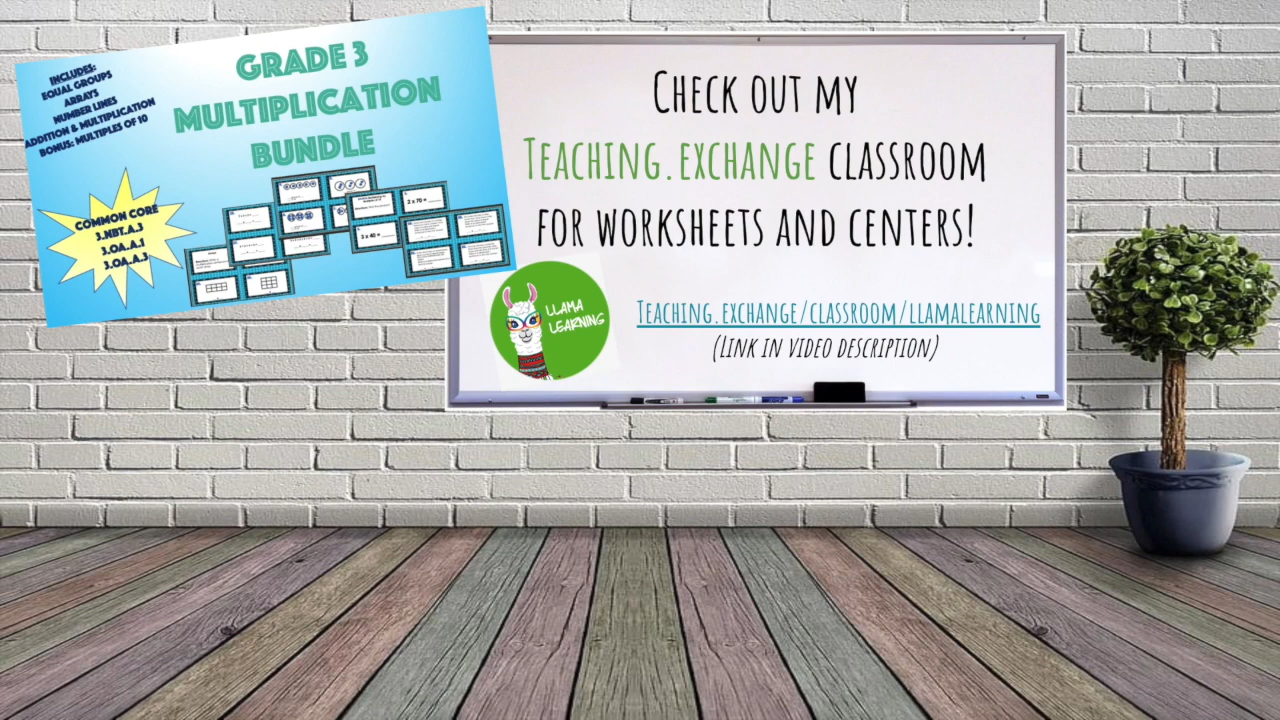 INCLUDES:
EQUAL GROUPS
ARRAYS
NUMBER LINES
ADDITION & MULTIPLICATION
BONUS: MULTIPLES OF 10
GRADE 3
MULTIPLICATION
BUNDLE
COMMON CORE
3.NBT.A.3
3.OA.A.1
3.OA.A.3
2 x 70 =
3 x 40 =
CHECK OUT MY
TEACHING.EXCHANGE CLASSROOM
FOR WORKSHEETS AND CENTERS!
LLAMA
LEARNING
TEACHING.EXCHANGE/CLASSROOM/LLAMALEARNING
(LINK IN VIDEO DESCRIPTION)